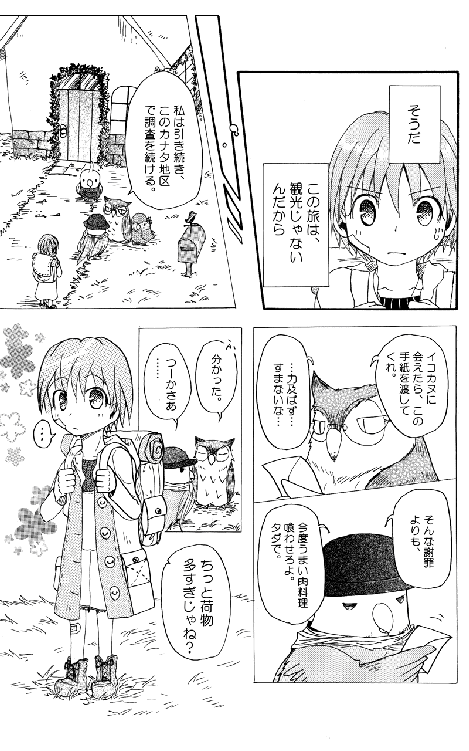 そうだ
この旅は、
観光じゃない
んだから
私は引き続き、
このカナタ地区
で調査を続ける。
イコカヌに
会えたら、この
手紙を渡して
くれ。
…力及ばず…
すまないな…
そんな謝罪
よりも、
今度うまい肉料理
喰わせろよ。
タダで。
分かった。
つーかさあ
………
…
ちっと荷物
多すぎじゃね？